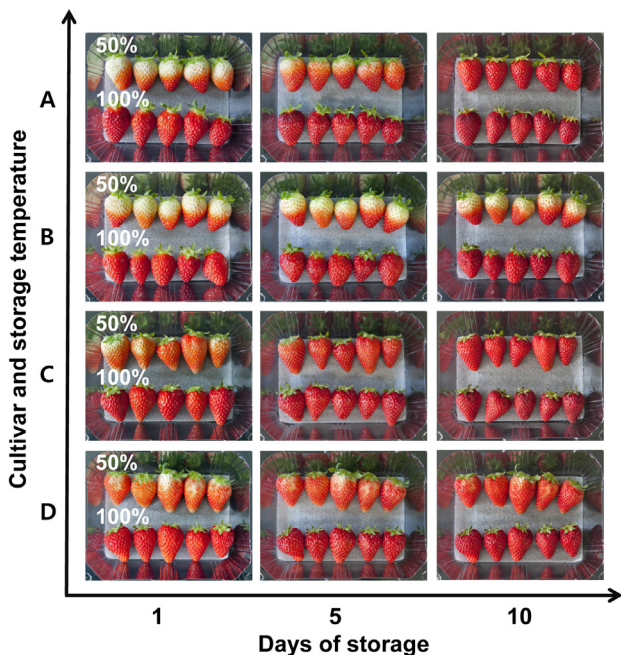 Cultivar and storage temperature
A
50%
100%
B
50%
100%
C
50%
100%
D
50%
100%
1
5
10
Days of storage